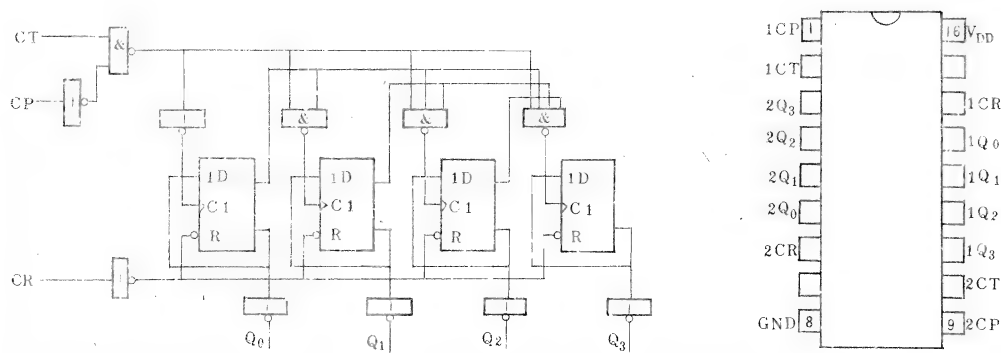 CT
&
CP
1
& & &
1D 1D 1D 1D
C1 C1 C1 C1
R R R R
CR
Q0 Q1 Q2 Q3
1CP 1 16 VDD
1CT
2Q3 1CR
2Q2 1Q0
2Q1 1Q1
2Q0 1Q2
2CR 1Q3
2CT
GND 8 9 2CP